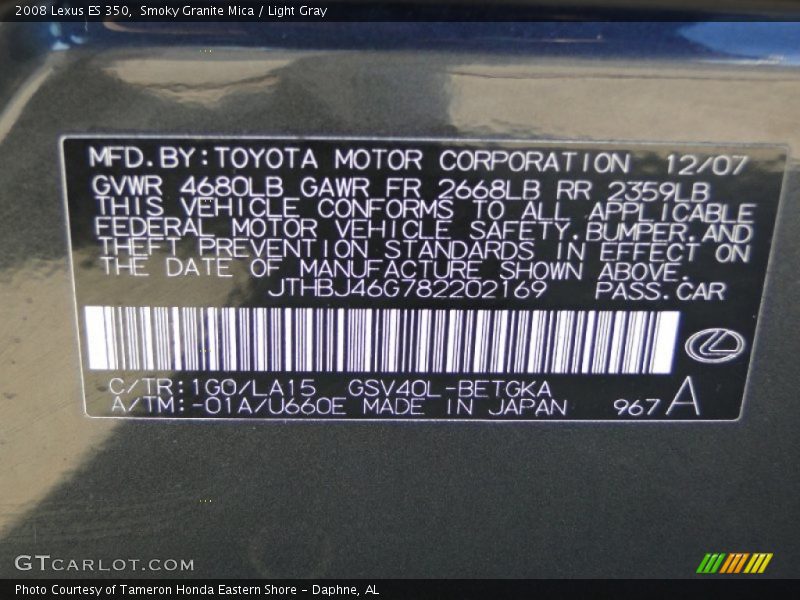 2008 Lexus ES 350, Smoky Granite Mica / Light Gray
MFD.BY:TOYOTA MOTOR CORPORATION 12/07
GVWR 4680LB GAWR FR 2668LB RR 2359LB
THIS VEHICLE CONFORMS TO ALL APPLICABLE
FEDERAL MOTOR VEHICLE SAFETY,BUMPER,AND
THEFT PREVENTION STANDARDS IN EFFECT ON
THE DATE OF MANUFACTURE SHOWN ABOVE.
JTHBJ46G782202169 PASS.CAR
C/TR:1G0/LA15 GSV40L-BETGKA
A/TM:-01A/U660E MADE IN JAPAN 967 A
GTCARLOT.COM
Photo Courtesy of Tameron Honda Eastern Shore - Daphne, AL